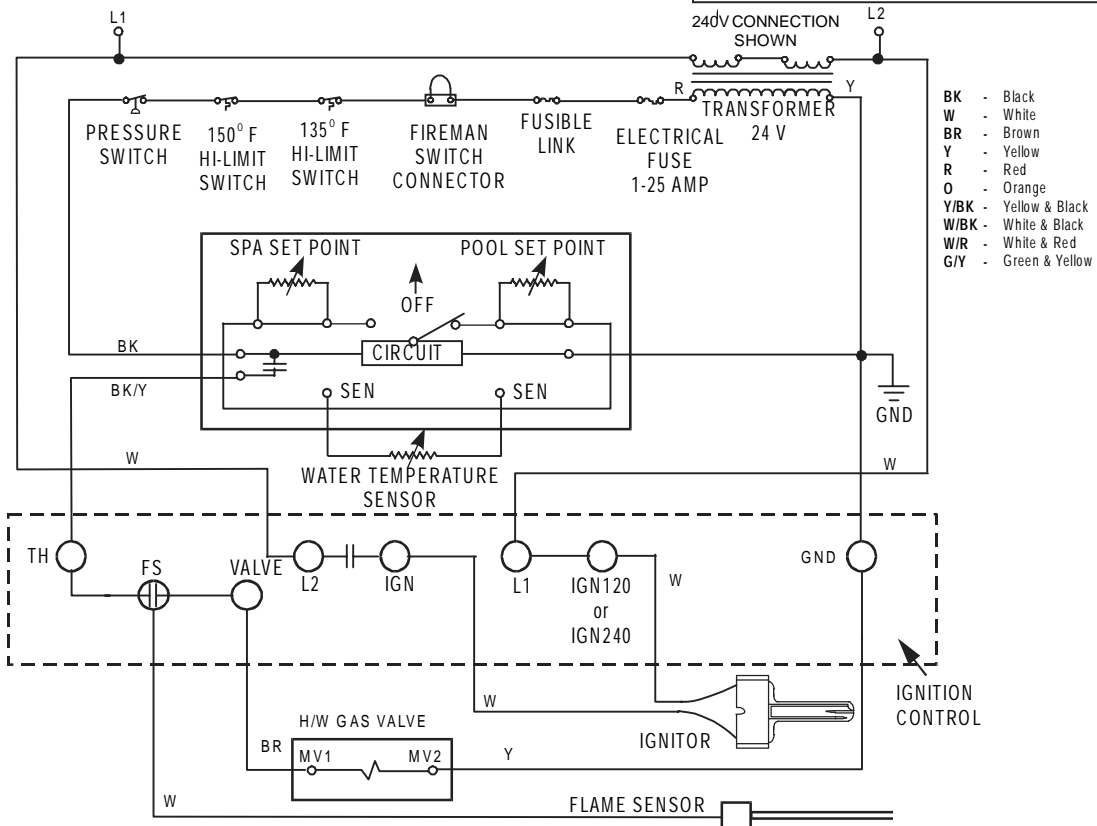 L1
240V CONNECTION
SHOWN
L2
R
Y
TRANSFORMER
24 V
PRESSURE
SWITCH
150° F
HI-LIMIT
SWITCH
135° F
HI-LIMIT
SWITCH
FIREMAN
SWITCH
CONNECTOR
FUSIBLE
LINK
ELECTRICAL
FUSE
1-25 AMP
BK - Black
W - White
BR - Brown
Y - Yellow
R - Red
O - Orange
Y/BK - Yellow & Black
W/BK - White & Black
W/R - White & Red
G/Y - Green & Yellow
SPA SET POINT
POOL SET POINT
OFF
BK
CIRCUIT
BK/Y
SEN
SEN
GND
W
WATER TEMPERATURE
SENSOR
W
TH
FS
VALVE
L2
IGN
L1
IGN120
or
IGN240
W
GND
IGNITION
CONTROL
W
IGNITOR
H/W GAS VALVE
BR
MV1
MV2
Y
W
FLAME SENSOR